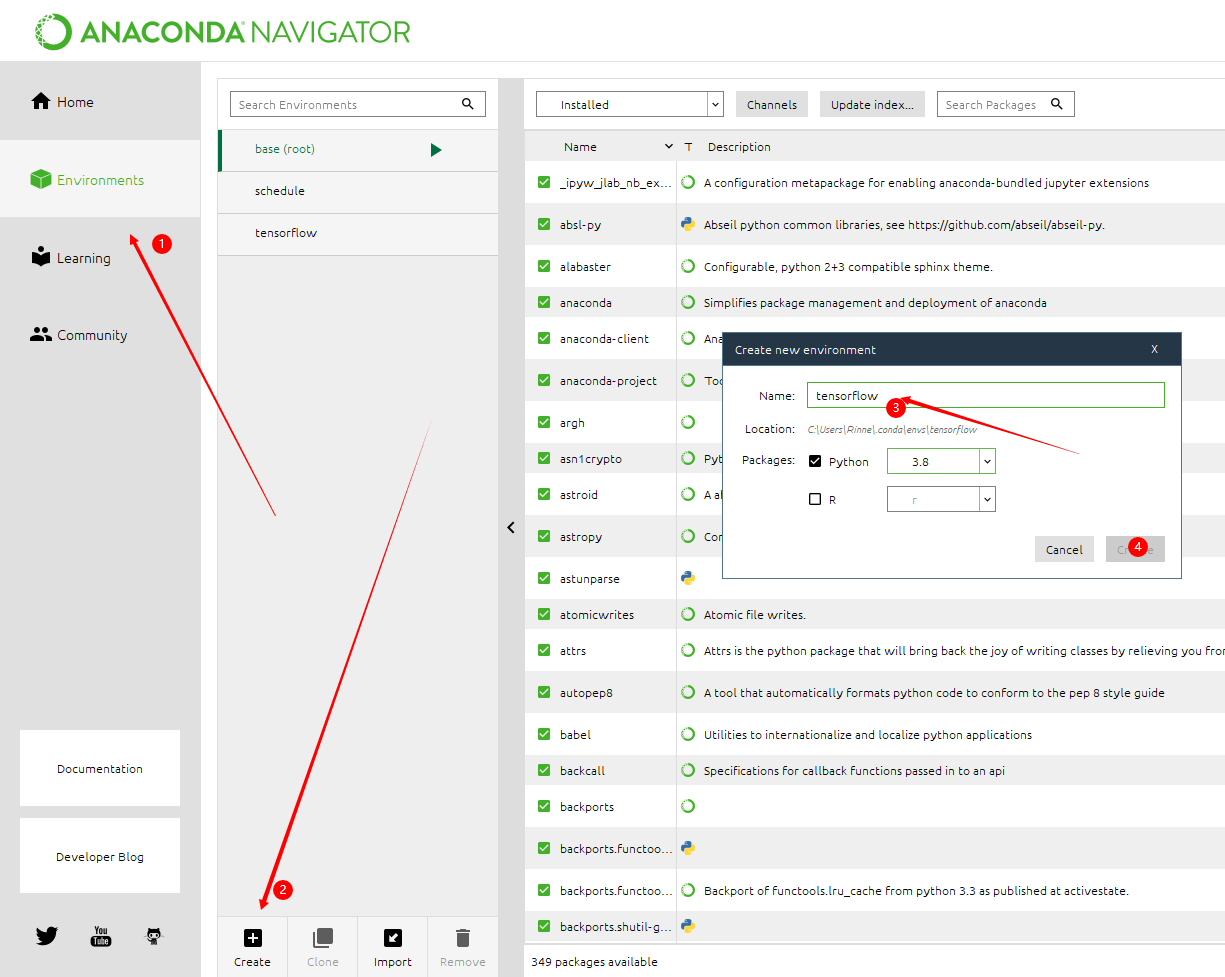 ANACONDA NAVIGATOR
Home
Environments
1
Learning
Community
Documentation
Developer Blog
You
Tube
Search Environments
base (root)
schedule
tensorflow
2
Create
Clone
Import
Remove
Installed
Channels
Update index...
Search Packages
Name T Description
_ipyw_jlab_nb_ex... A configuration metapackage for enabling anaconda-bundled jupyter extensions
absl-py Abseil python common libraries, see https://github.com/abseil/abseil-py.
alabaster Configurable, python 2+3 compatible sphinx theme.
anaconda Simplifies package management and deployment of anaconda
anaconda-client Ana
anaconda-project Too
argh
asn1crypto Pyt
astroid A al
astropy Cor
astunparse
atomicwrites Atomic file writes.
attrs Attrs is the python package that will bring back the joy of writing classes by relieving you fro
autopep8 A tool that automatically formats python code to conform to the pep 8 style guide
babel Utilities to internationalize and localize python applications
backcall Specifications for callback functions passed in to an api
backports
backports.functoo...
backports.functoo... Backport of functools.lru_cache from python 3.3 as published at activestate.
backports.shutil-g...
349 packages available
Create new environment X
Name: tensorflow
3
Location: C:\Users\Rinne\.conda\envs\tensorflow
Packages: Python 3.8
R r
Cancel
4